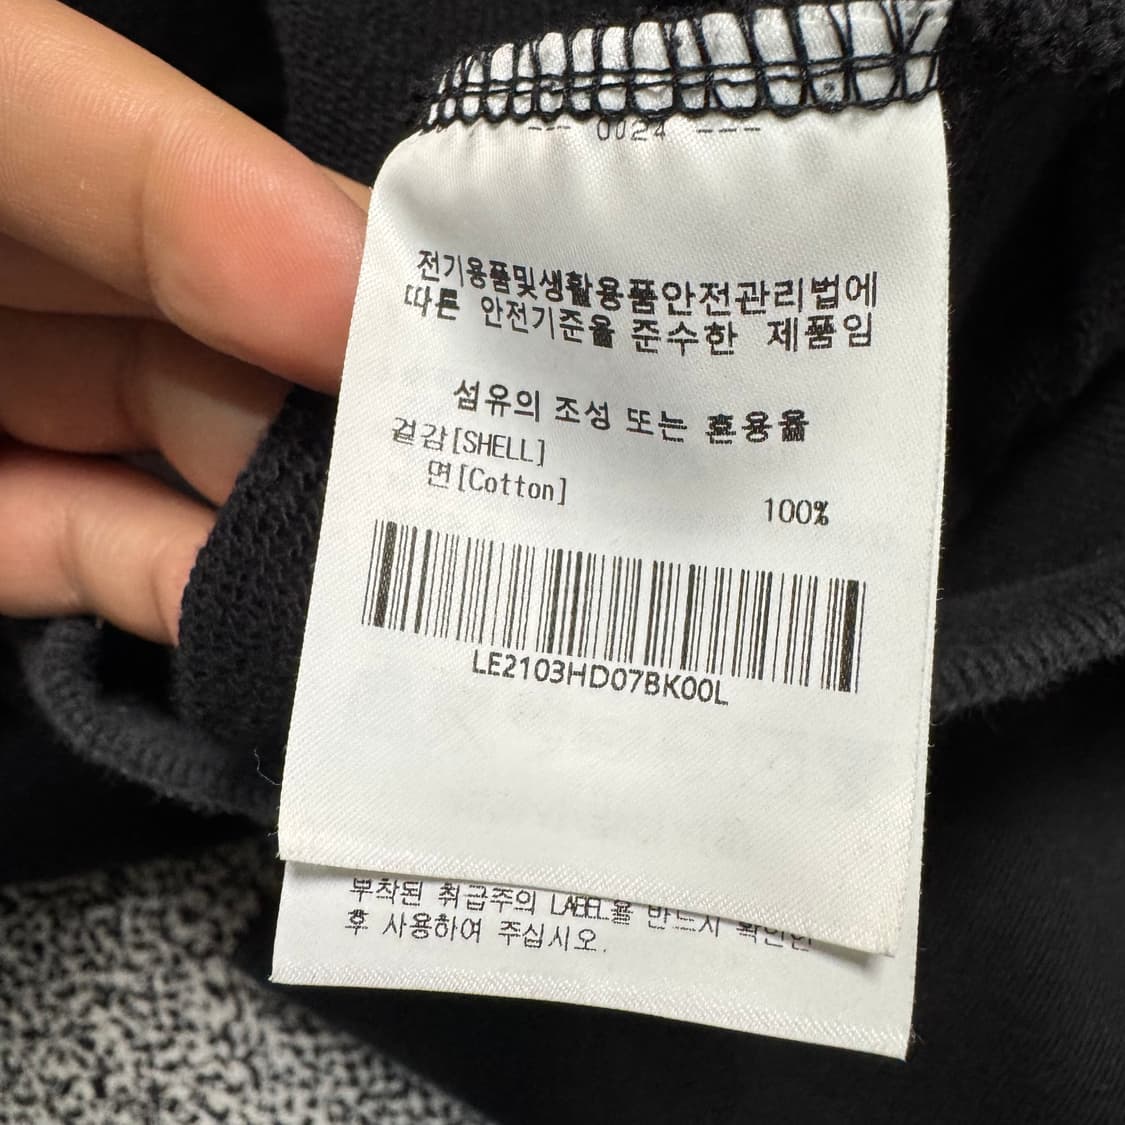 --- 0024 ---
전기용품및생활용품안전관리법에
따른 안전기준을 준수한 제품임
섬유의 조성 또는 혼용율
겉감[SHELL]
면[Cotton] 100%
LE2103HD07BK00L
부착된 취급주의 LABEL을 반드시 확인한
후 사용하여 주십시오.